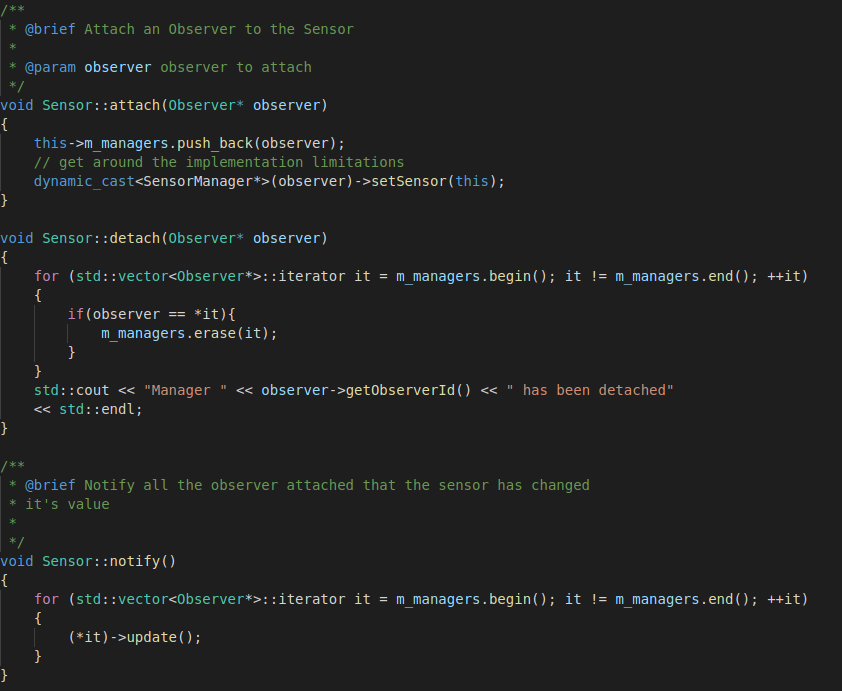 /**
 * @brief Attach an Observer to the Sensor
 *
 * @param observer observer to attach
 */
void Sensor::attach(Observer* observer)
{
    this->m_managers.push_back(observer);
    // get around the implementation limitations
    dynamic_cast<SensorManager*>(observer)->setSensor(this);
}

void Sensor::detach(Observer* observer)
{
    for (std::vector<Observer*>::iterator it = m_managers.begin(); it != m_managers.end(); ++it)
    {
        if(observer == *it){
            m_managers.erase(it);
        }
    }
    std::cout << "Manager " << observer->getObserverId() << " has been detached"
    << std::endl;
}

/**
 * @brief Notify all the observer attached that the sensor has changed
 * it's value
 *
 */
void Sensor::notify()
{
    for (std::vector<Observer*>::iterator it = m_managers.begin(); it != m_managers.end(); ++it)
    {
        (*it)->update();
    }
}